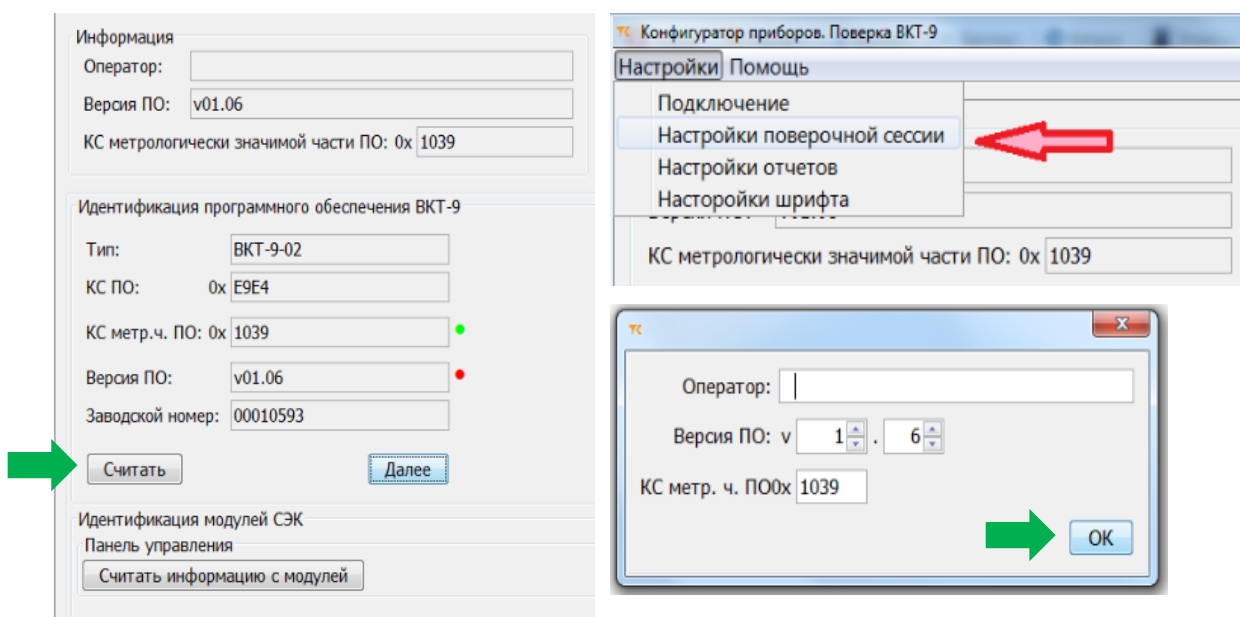 Информация
Оператор:
Версия ПО: v01.06
КС метрологически значимой части ПО: 0x 1039
Идентификация программного обеспечения ВКТ-9
Тип: ВКТ-9-02
КС ПО: 0x E9E4
КС метр.ч. ПО: 0x 1039
Версия ПО: v01.06
Заводской номер: 00010593
Считать Далее
Идентификация модулей СЭК
Панель управления
Считать информацию с модулей
Конфигуратор приборов. Поверка ВКТ-9
Настройки Помощь
Подключение
Настройки поверочной сессии
Настройки отчетов
Насторойки шрифта
КС метрологически значимой части ПО: 0x 1039
Оператор:
Версия ПО: v 1 . 6
КС метр. ч. ПО0x 1039
OK